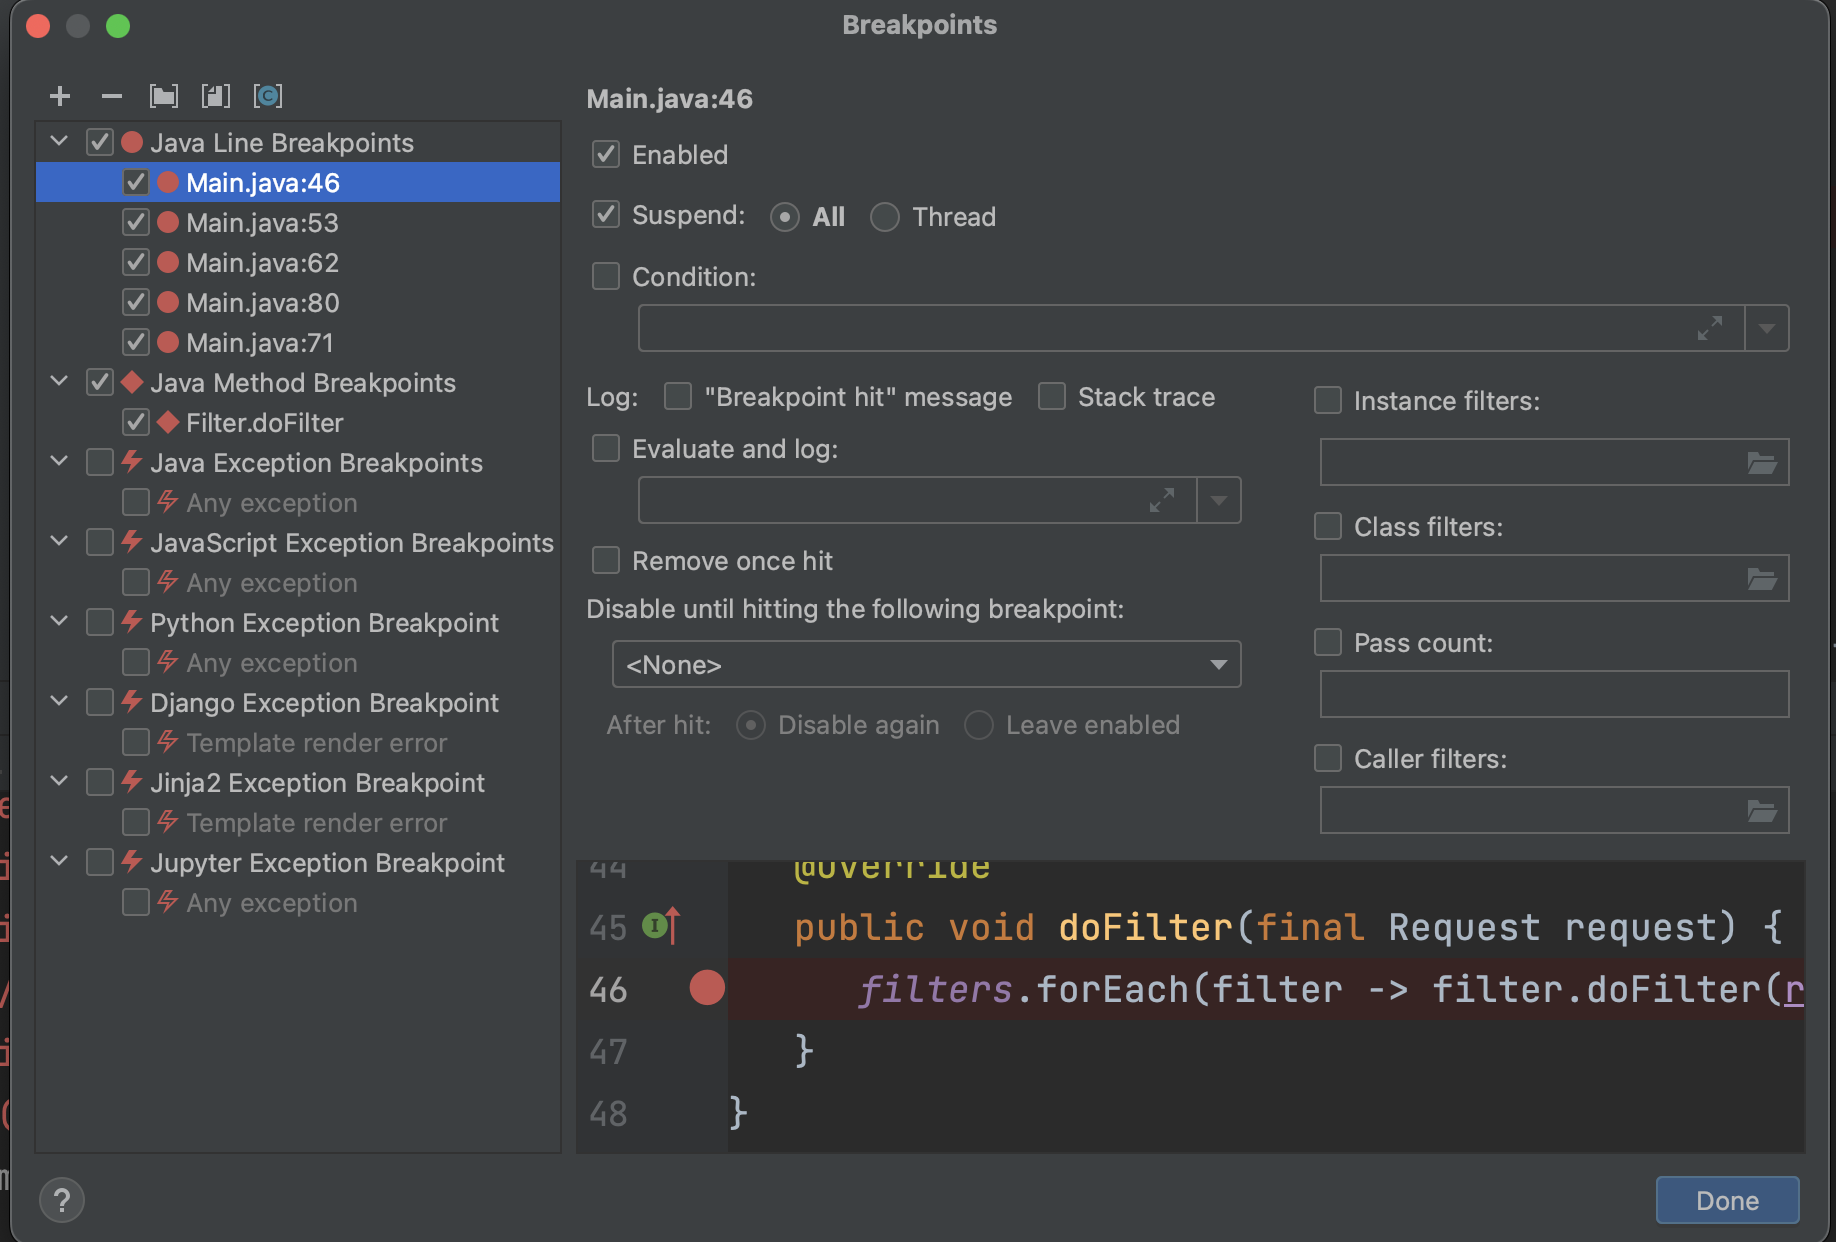 Breakpoints
Main.java:46
Java Line Breakpoints
Main.java:46
Main.java:53
Main.java:62
Main.java:80
Main.java:71
Java Method Breakpoints
Filter.doFilter
Java Exception Breakpoints
Any exception
JavaScript Exception Breakpoints
Any exception
Python Exception Breakpoint
Any exception
Django Exception Breakpoint
Template render error
Jinja2 Exception Breakpoint
Template render error
Jupyter Exception Breakpoint
Any exception
Enabled
Suspend: All Thread
Condition:
Log: "Breakpoint hit" message Stack trace
Evaluate and log:
Remove once hit
Disable until hitting the following breakpoint:
<None>
After hit: Disable again Leave enabled
Instance filters:
Class filters:
Pass count:
Caller filters:
44 @Override
45 public void doFilter(final Request request) {
46 filters.forEach(filter -> filter.doFilter(r
47 }
48 }
?
Done